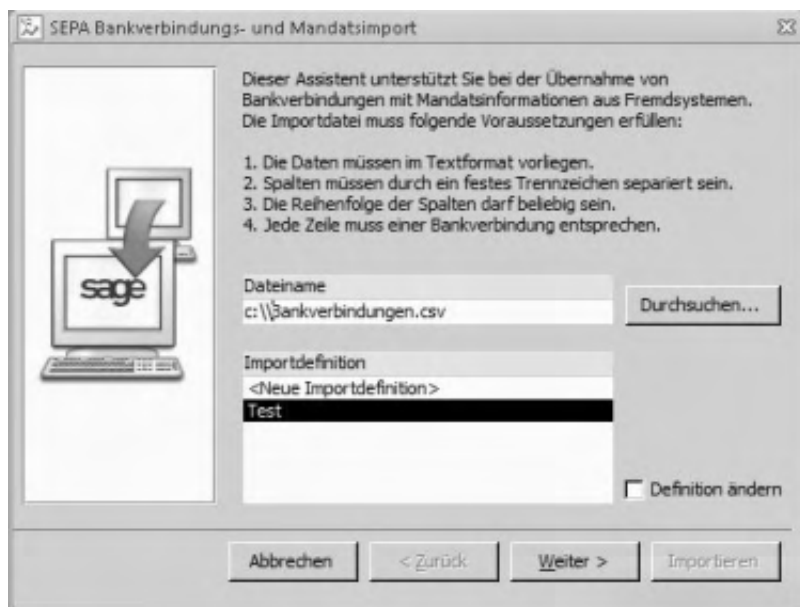 SEPA Bankverbindungs- und Mandatsimport
Dieser Assistent unterstützt Sie bei der Übernahme von
Bankverbindungen mit Mandatsinformationen aus Fremdsystemen.
Die Importdatei muss folgende Voraussetzungen erfüllen:
1. Die Daten müssen im Textformat vorliegen.
2. Spalten müssen durch ein festes Trennzeichen separiert sein.
3. Die Reihenfolge der Spalten darf beliebig sein.
4. Jede Zeile muss einer Bankverbindung entsprechen.
sage
Dateiname
c:\\Bankverbindungen.csv
Durchsuchen...
Importdefinition
<Neue Importdefinition>
Test
Definition ändern
Abbrechen
< Zurück
Weiter >
Importieren